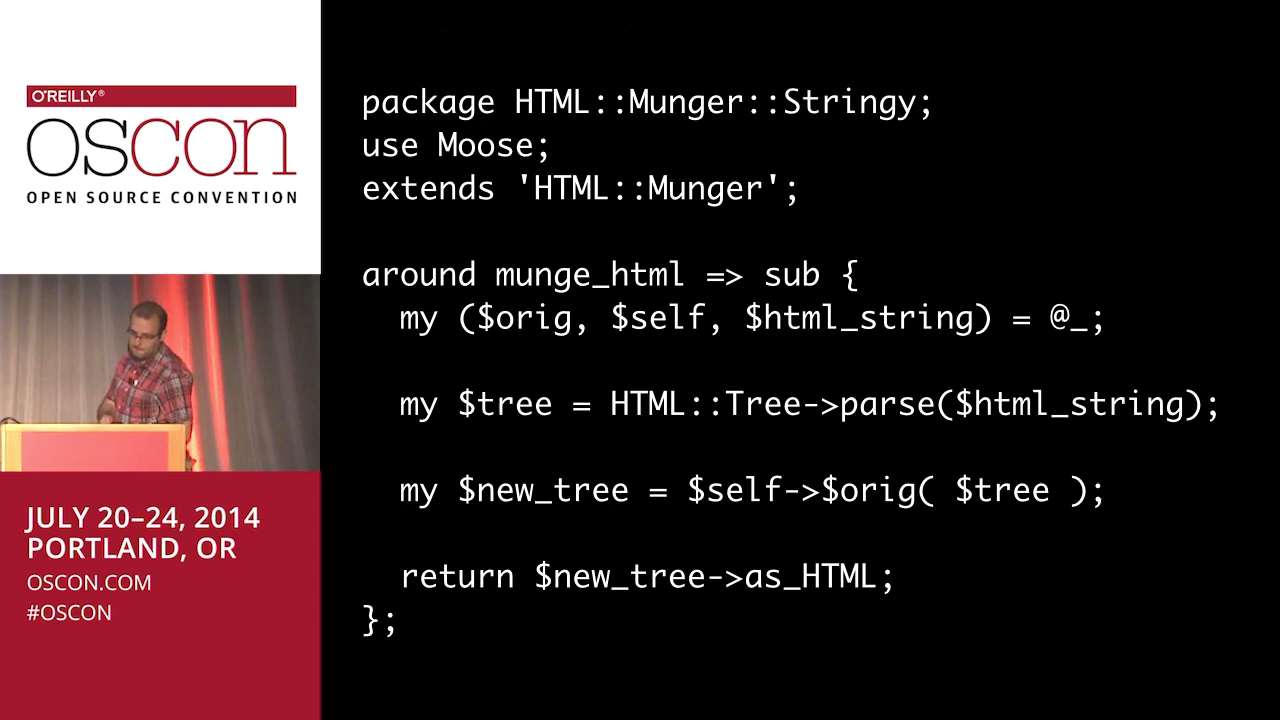 O'REILLY®
OSCON
OPEN SOURCE CONVENTION
JULY 20–24, 2014
PORTLAND, OR
OSCON.COM
#OSCON
package HTML::Munger::Stringy;
use Moose;
extends 'HTML::Munger';
around munge_html => sub {
my ($orig, $self, $html_string) = @_;
my $tree = HTML::Tree->parse($html_string);
my $new_tree = $self->$orig( $tree );
return $new_tree->as_HTML;
};